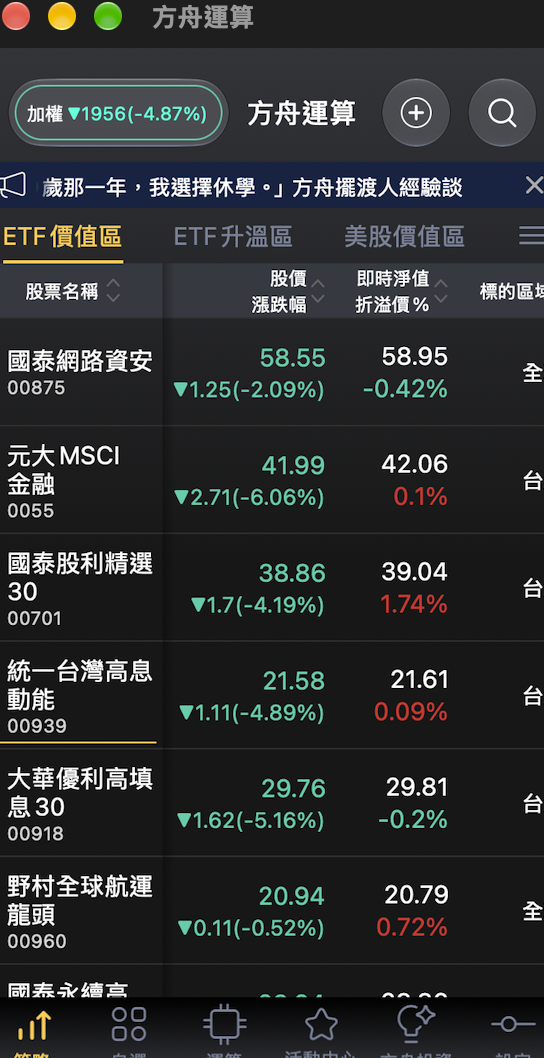 方舟運算
加權▼1956(-4.87%)
方舟運算
歲那一年，我選擇休學。」方舟擺渡人經驗談
ETF價值區 ETF升溫區 美股價值區
股票名稱 股價 漲跌幅 即時淨值 折溢價% 標的區域
國泰網路資安 58.55 58.95 全
00875 ▼1.25(-2.09%) -0.42%
元大MSCI 41.99 42.06 台
金融 ▼2.71(-6.06%) 0.1%
0055
國泰股利精選 38.86 39.04 台
30 ▼1.7(-4.19%) 1.74%
00701
統一台灣高息 21.58 21.61 台
動能 ▼1.11(-4.89%) 0.09%
00939
大華優利高填 29.76 29.81 台
息30 ▼1.62(-5.16%) -0.2%
00918
野村全球航運 20.94 20.79 全
龍頭 ▼0.11(-0.52%) 0.72%
00960
國泰永續高